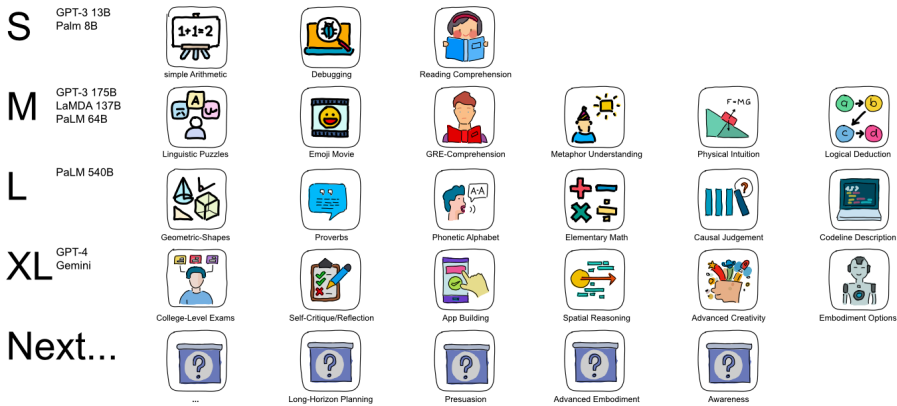 S
GPT-3 13B
Palm 8B
1+1=2
simple Arithmetic
Debugging
Reading Comprehension
M
GPT-3 175B
LaMDA 137B
PaLM 64B
A
F=M.G
a b
c d
Linguistic Puzzles
Emoji Movie
GRE-Comprehension
Metaphor Understanding
Physical Intuition
Logical Deduction
L
PaLM 540B
A-A
?
</>
Geometric-Shapes
Proverbs
Phonetic Alphabet
Elementary Math
Causal Judgement
Codeline Description
XL
GPT-4
Gemini
College-Level Exams
Self-Critique/Reflection
App Building
Spatial Reasoning
Advanced Creativity
Embodiment Options
Next...
? ? ? ? ?
...
Long-Horizon Planning
Presuasion
Advanced Embodiment
Awareness